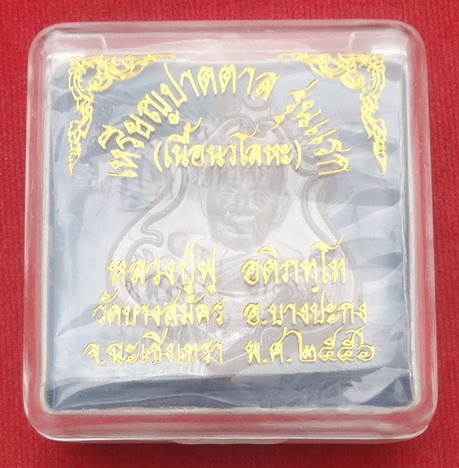 เหรียญปาดตาล รุ่นแรก
(เนื้อนวโลหะ)
หลวงปู่ฟู อติภทฺโท
วัดบางสมัคร อ.บางปะกง
จ.ฉะเชิงเทรา พ.ศ.๒๕๕๖